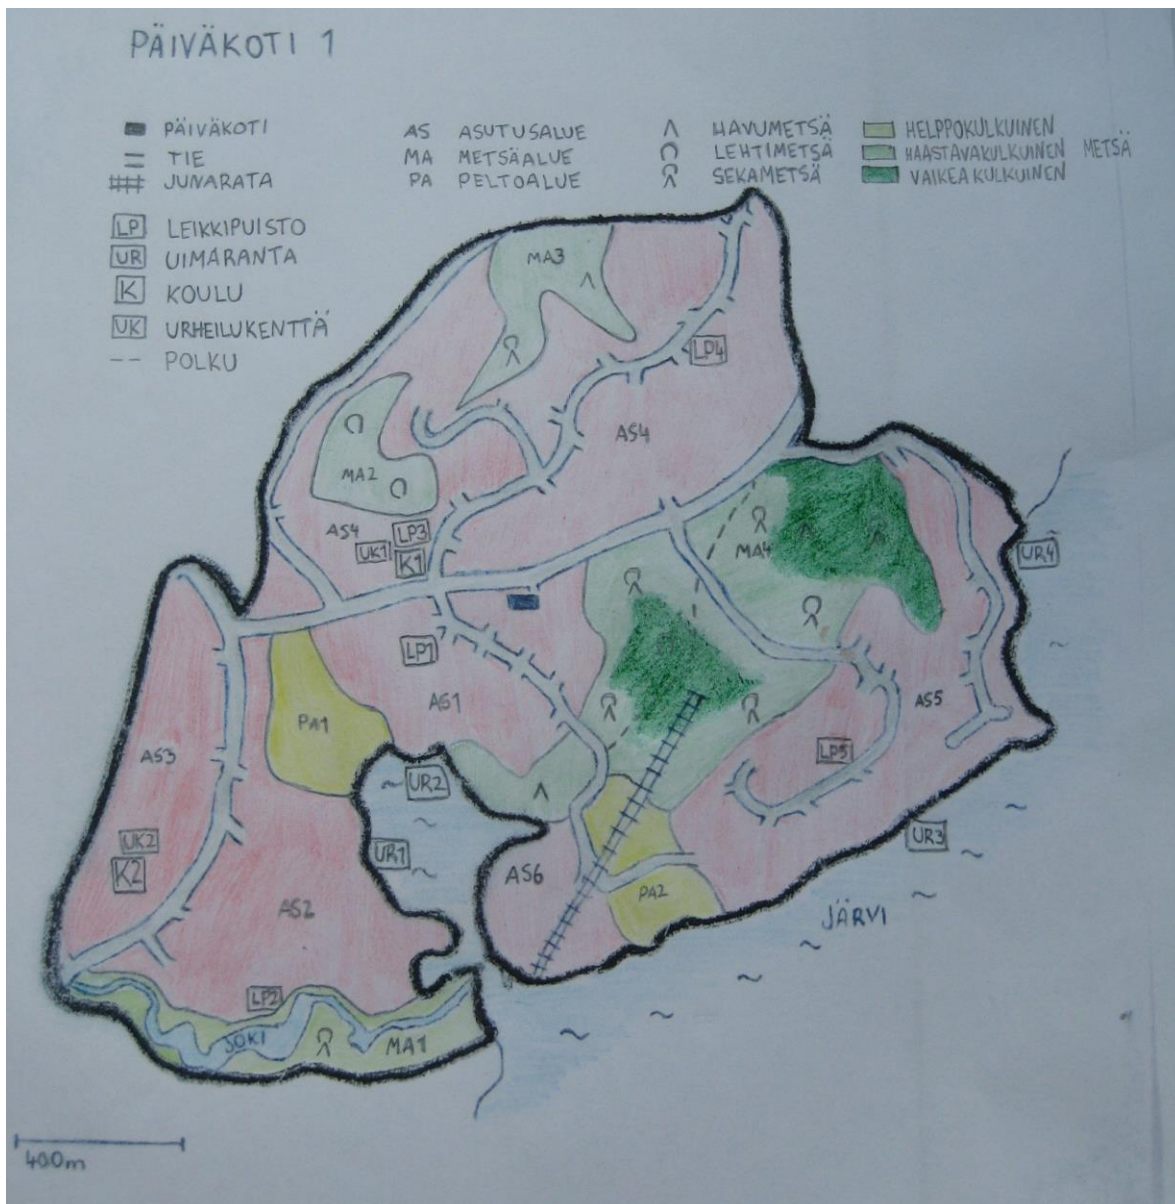 PÄIVÄKOTI 1
PÄIVÄKOTI
TIE
JUNARATA
LP LEIKKIPUISTO
UR UIMARANTA
K KOULU
UK URHEILUKENTTÄ
POLKU
AS ASUTUSALUE
MA METSÄALUE
PA PELTOALUE
HAVUMETSÄ
LEHTIMETSÄ
SEKAMETSÄ
HELPPOKULKUINEN
HAASTAVAKULKUINEN METSÄ
VAIKEAKULKUINEN
MA3
LP4
AS4
MA2
AS4
LP3
UK1
K1
MA4
UR4
LP1
AS1
PA1
AS3
AS5
LP5
UR2
UR1
UR3
UK2
K2
AS6
PA2
AS2
JÄRVI
LP2
JOKI
MA1
400m